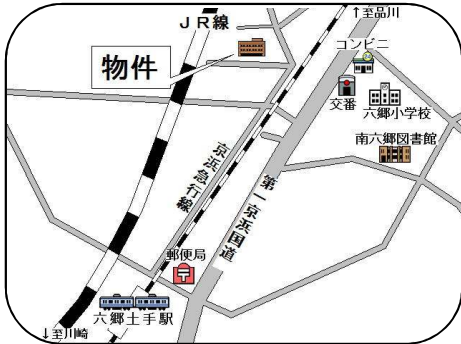 ↑至品川
JR線
コンビニ
物件
交番
六郷小学校
南六郷図書館
京浜急行線
第一京浜国道
郵便局
六郷土手駅
↓至川崎